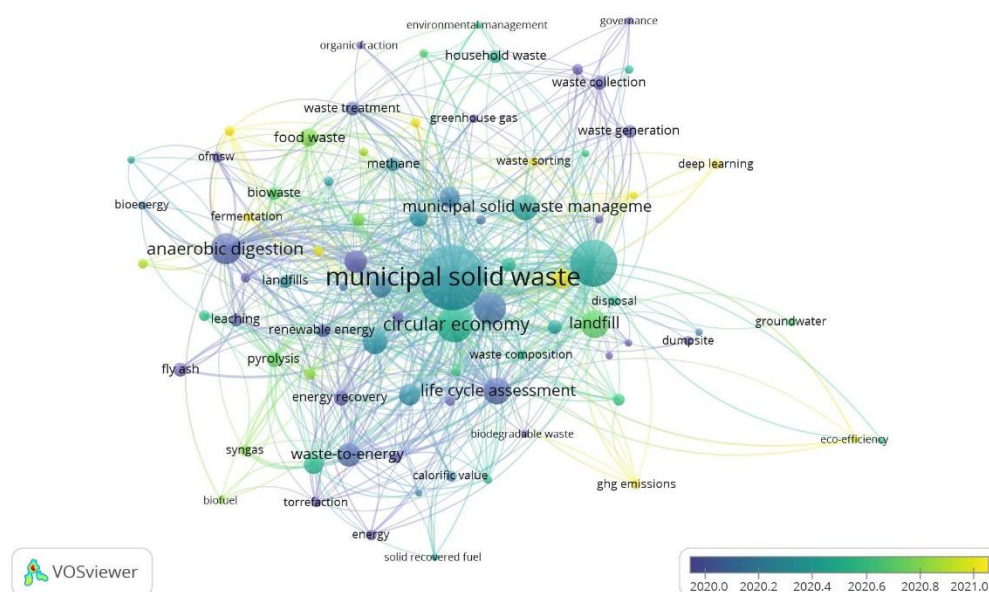 environmental management
governance
organic fraction
household waste
waste collection
waste treatment
greenhouse gas
waste generation
food waste
ofmsw
methane
waste sorting
deep learning
biowaste
bioenergy
fermentation
municipal solid waste manageme
anaerobic digestion
landfills
municipal solid waste
disposal
leaching
renewable energy
circular economy
landfill
groundwater
dumpsite
pyrolysis
waste composition
fly ash
energy recovery
life cycle assessment
biodegradable waste
eco-efficiency
syngas
waste-to-energy
calorific value
ghg emissions
biofuel
torrefaction
energy
solid recovered fuel
VOSviewer
2020.0 2020.2 2020.4 2020.6 2020.8 2021.0